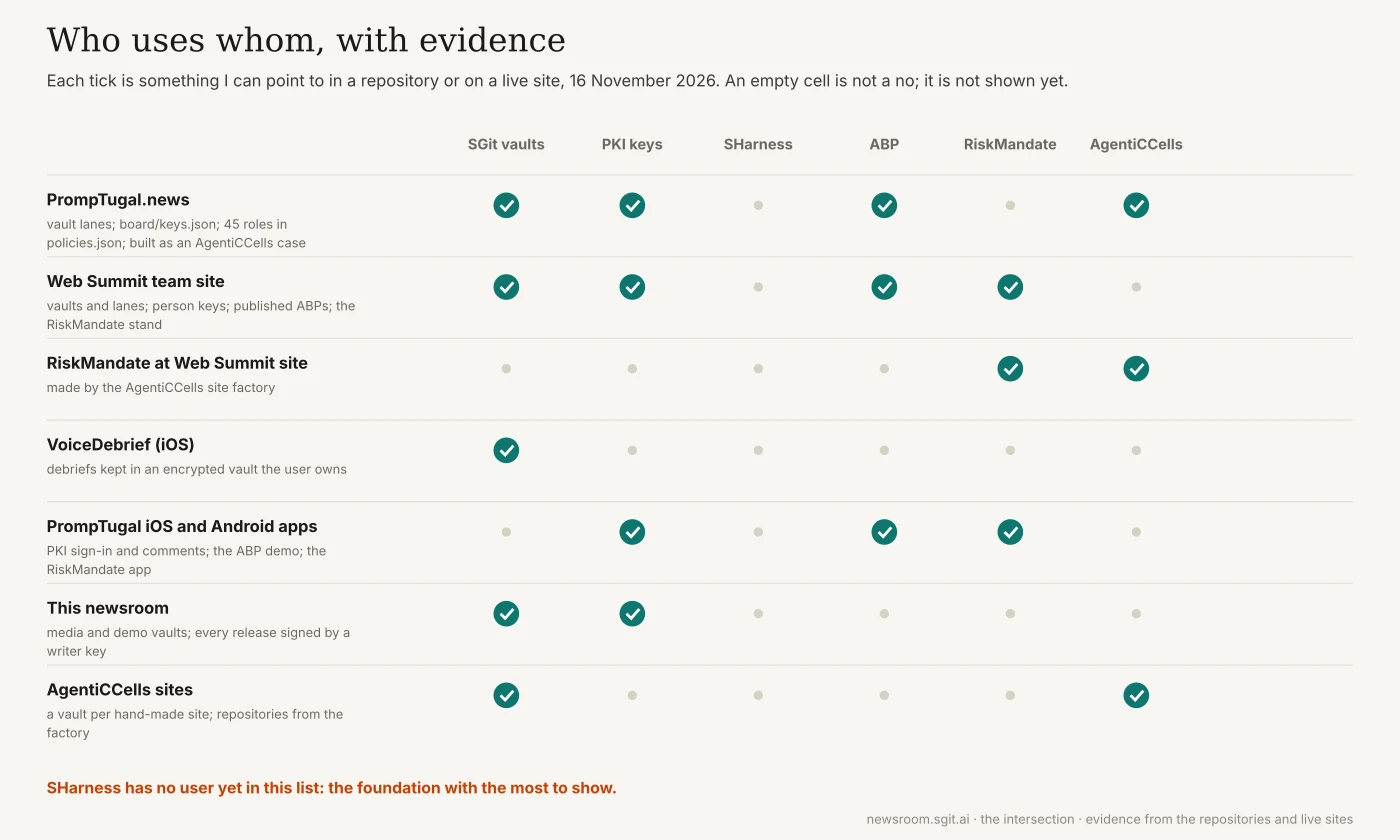 Who uses whom, with evidence
Each tick is something I can point to in a repository or on a live site, 16 November 2026. An empty cell is not a no; it is not shown yet.
SGit vaults PKI keys SHarness ABP RiskMandate AgentiCCells
PrompTugal.news
vault lanes; board/keys.json; 45 roles in
policies.json; built as an AgentiCCells case
Web Summit team site
vaults and lanes; person keys; published ABPs; the
RiskMandate stand
RiskMandate at Web Summit site
made by the AgentiCCells site factory
VoiceDebrief (iOS)
debriefs kept in an encrypted vault the user owns
PrompTugal iOS and Android apps
PKI sign-in and comments; the ABP demo; the
RiskMandate app
This newsroom
media and demo vaults; every release signed by a
writer key
AgentiCCells sites
a vault per hand-made site; repositories from the
factory
SHarness has no user yet in this list: the foundation with the most to show.
newsroom.sgit.ai · the intersection · evidence from the repositories and live sites